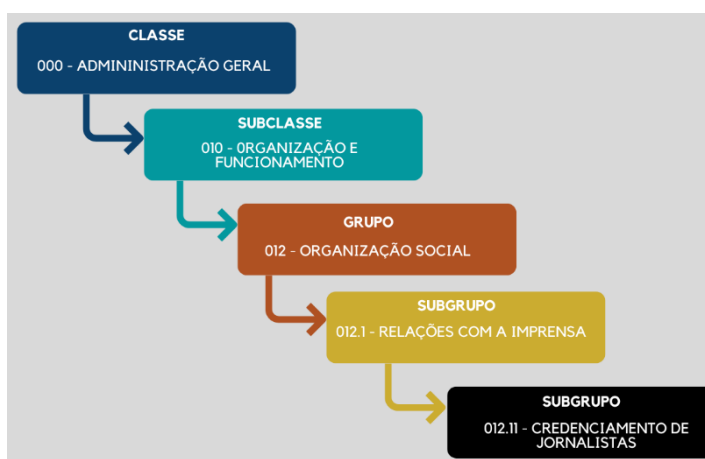 CLASSE
000 - ADMININISTRAÇÃO GERAL
SUBCLASSE
010 - 0RGANIZAÇÃO E
FUNCIONAMENTO
GRUPO
012 - ORGANIZAÇÃO SOCIAL
SUBGRUPO
012.1 - RELAÇÕES COM A IMPRENSA
SUBGRUPO
012.11 - CREDENCIAMENTO DE
JORNALISTAS